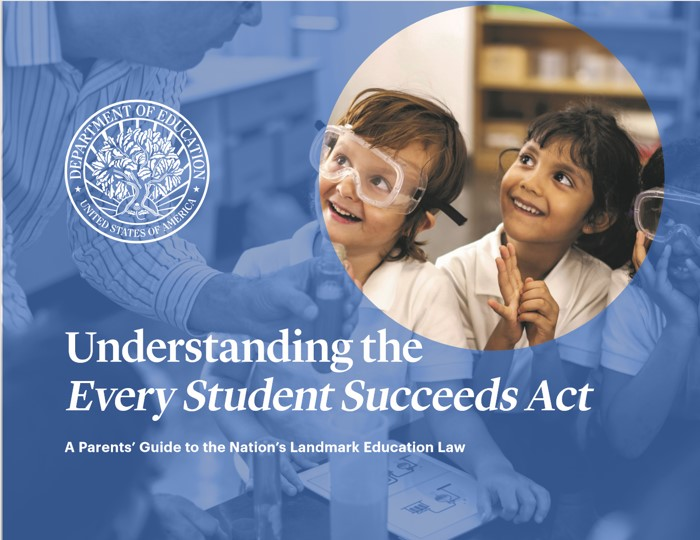 DEPARTMENT OF EDUCATION
UNITED STATES OF AMERICA
Understanding the
Every Student Succeeds Act
A Parents' Guide to the Nation's Landmark Education Law